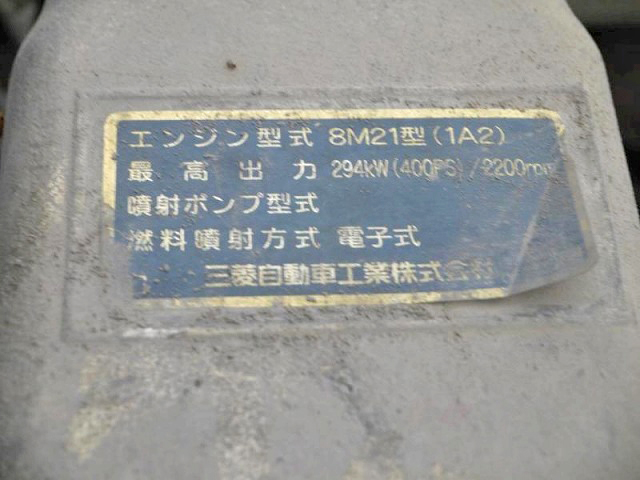 エンジン型式 8M21型(1A2)
最高出力 294kW(400PS)/2200rpm
噴射ポンプ型式
燃料噴射方式 電子式
三菱自動車工業株式会社